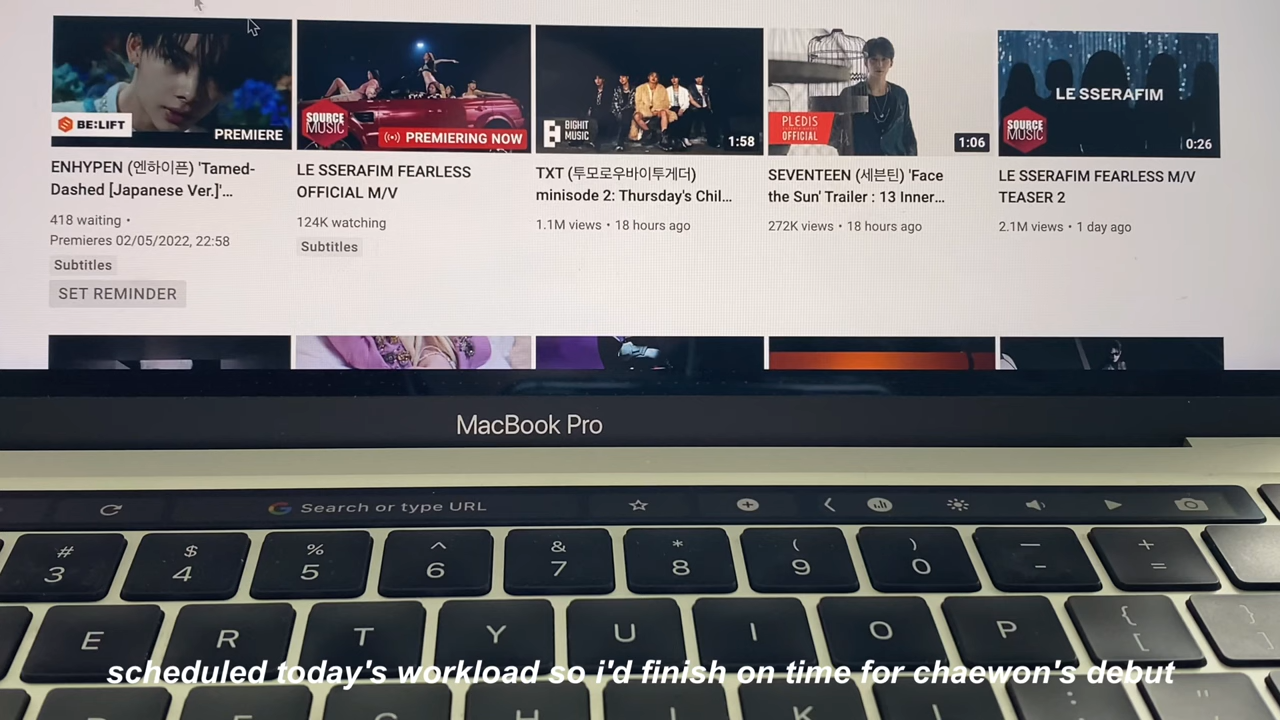 BE:LIFT
PREMIERE
ENHYPEN (엔하이픈) 'Tamed-
Dashed [Japanese Ver.]'...
418 waiting •
Premieres 02/05/2022, 22:58
Subtitles
SET REMINDER
SOURCE
MUSIC
PREMIERING NOW
LE SSERAFIM FEARLESS
OFFICIAL M/V
124K watching
Subtitles
BIGHIT
MUSIC
1:58
TXT (투모로우바이투게더)
minisode 2: Thursday's Chil...
1.1M views • 18 hours ago
PLEDIS
OFFICIAL
1:06
SEVENTEEN (세븐틴) 'Face
the Sun' Trailer : 13 Inner...
272K views • 18 hours ago
LE SSERAFIM
SOURCE
MUSIC
0:26
LE SSERAFIM FEARLESS M/V
TEASER 2
2.1M views • 1 day ago
MacBook Pro
Search or type URL
# $ % ^ & * ( ) — +
3 4 5 6 7 8 9 0 - =
{ }
E R T Y U I O P [ ]
scheduled today's workload so i'd finish on time for chaewon's debut